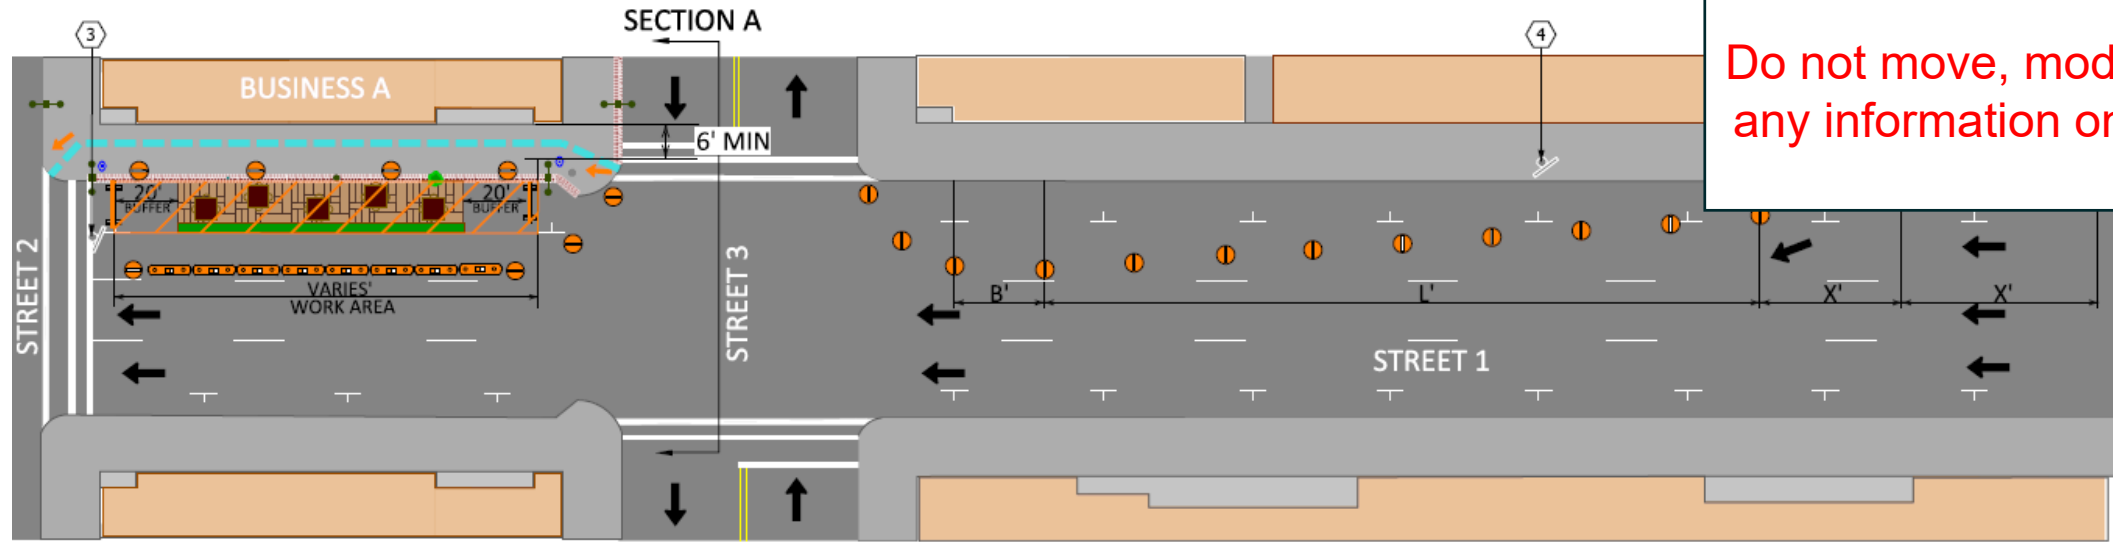 SECTION A
3
4
Do not move, mod
any information or
BUSINESS A
6' MIN
20'
BUFFER
20'
BUFFER
STREET 2
STREET 3
VARIES'
WORK AREA
B'
L'
X'
X'
STREET 1